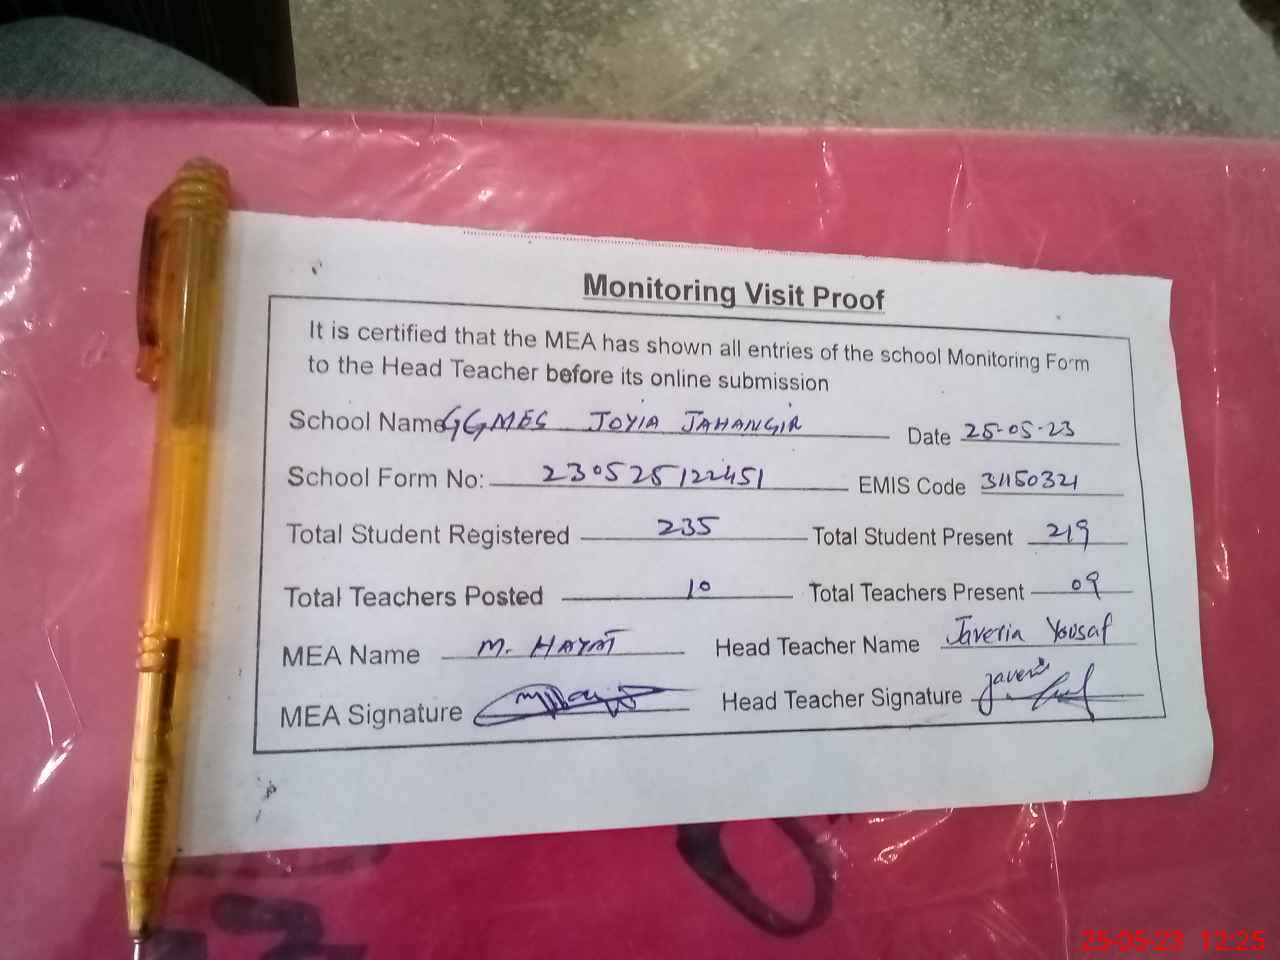 Monitoring Visit Proof
It is certified that the MEA has shown all entries of the school Monitoring Form
to the Head Teacher before its online submission
School Name GGMES JOYIA JAHANGIR Date 25-05-23
School Form No: 230525122451 EMIS Code 31150321
Total Student Registered 235 Total Student Present 219
Total Teachers Posted 10 Total Teachers Present 09
MEA Name M. HAYAT Head Teacher Name Javeria Yousaf
MEA Signature Head Teacher Signature Javeria
25-05-23 12:25